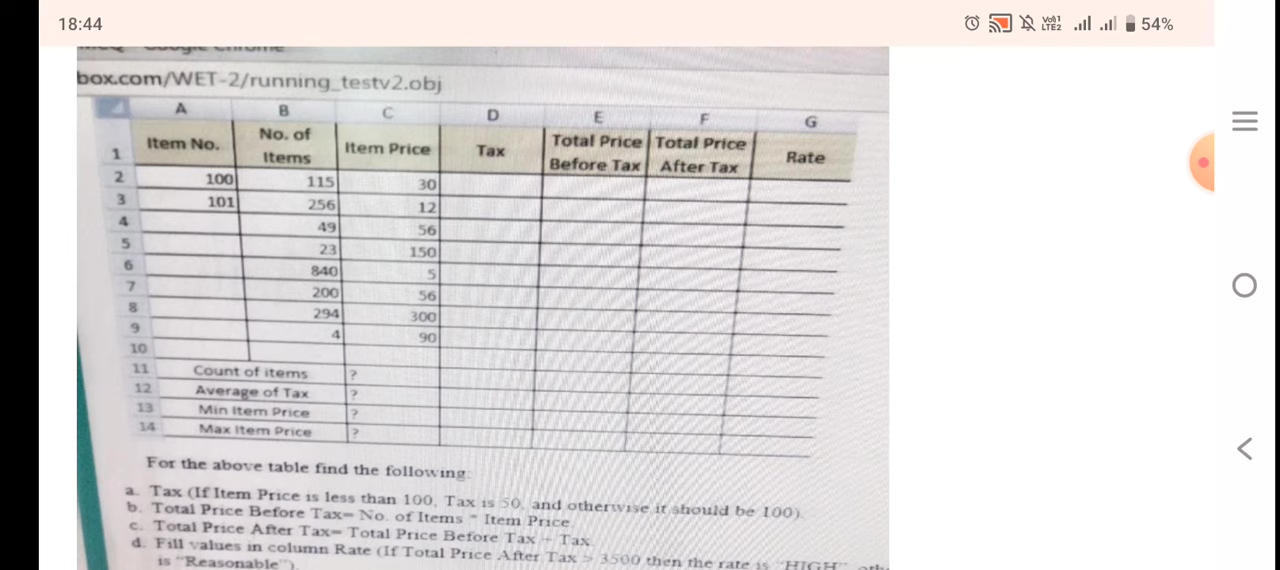 18:44
54%
Google Chrome
box.com/WET-2/running_testv2.obj
A B C D E F G
1 Item No. No. of Items Item Price Tax Total Price Before Tax Total Price After Tax Rate
2 100 115 30
3 101 256 12
4 49 56
5 23 150
6 840 5
7 200 56
8 294 300
9 4 90
10
11 Count of items ?
12 Average of Tax ?
13 Min Item Price ?
14 Max Item Price ?
For the above table find the following:
a. Tax (If Item Price is less than 100, Tax is 50, and otherwise it should be 100).
b. Total Price Before Tax= No. of Items * Item Price.
c. Total Price After Tax= Total Price Before Tax + Tax.
d. Fill values in column Rate (If Total Price After Tax > 3500 then the rate is "HIGH"
is "Reasonable").